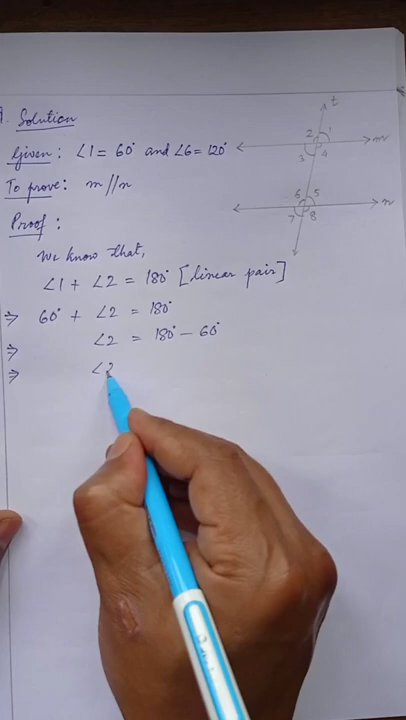 Solution
Given : ∠1 = 60° and ∠6 = 120°
To prove : m // n
Proof :
We know that,
∠1 + ∠2 = 180° [linear pair]
⇒ 60° + ∠2 = 180°
⇒ ∠2 = 180° - 60°
⇒ ∠2
t
2 1
m
3 4
6 5
n
7 8